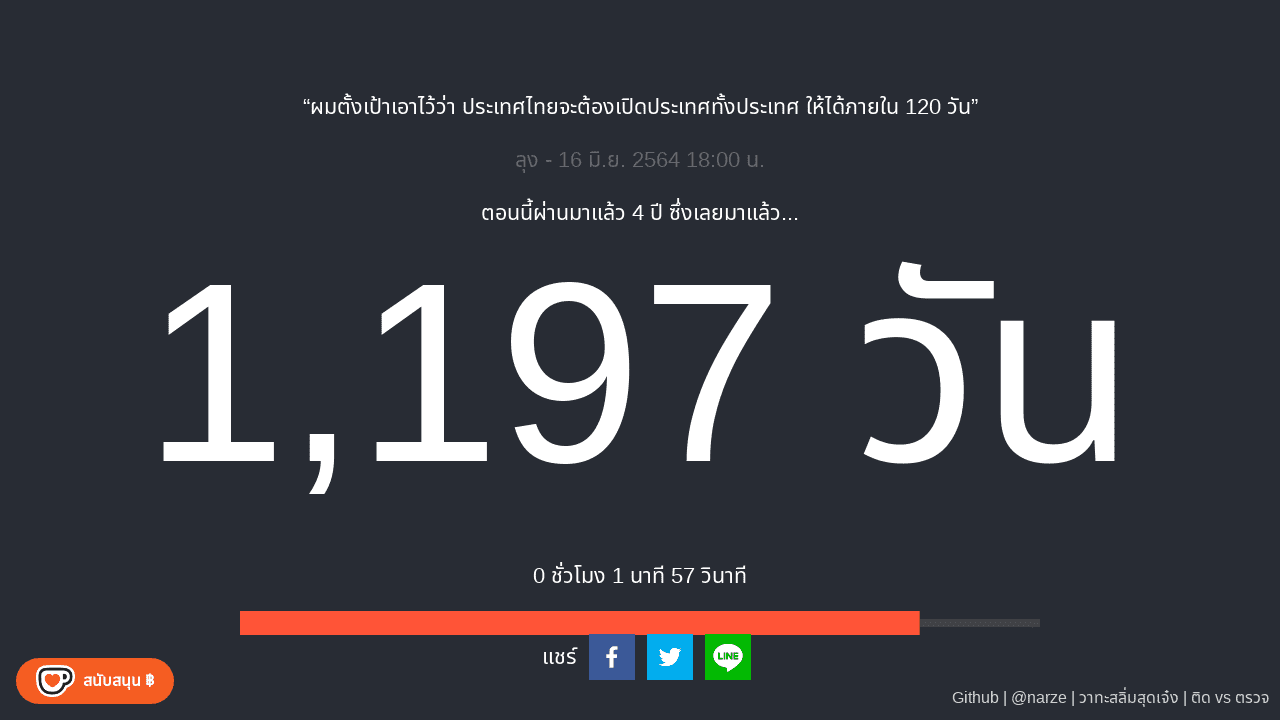 “ผมตั้งเป้าเอาไว้ว่า ประเทศไทยจะต้องเปิดประเทศทั้งประเทศ ให้ได้ภายใน 120 วัน”
ลุง - 16 มิ.ย. 2564 18:00 น.
ตอนนี้ผ่านมาแล้ว 4 ปี ซึ่งเลยมาแล้ว...
1,197 วัน
0 ชั่วโมง 1 นาที 57 วินาที
แชร์
LINE
สนับสนุน ฿
Github | @narze | วาทะสลิ่มสุดเจ๋ง | ติด vs ตรวจ